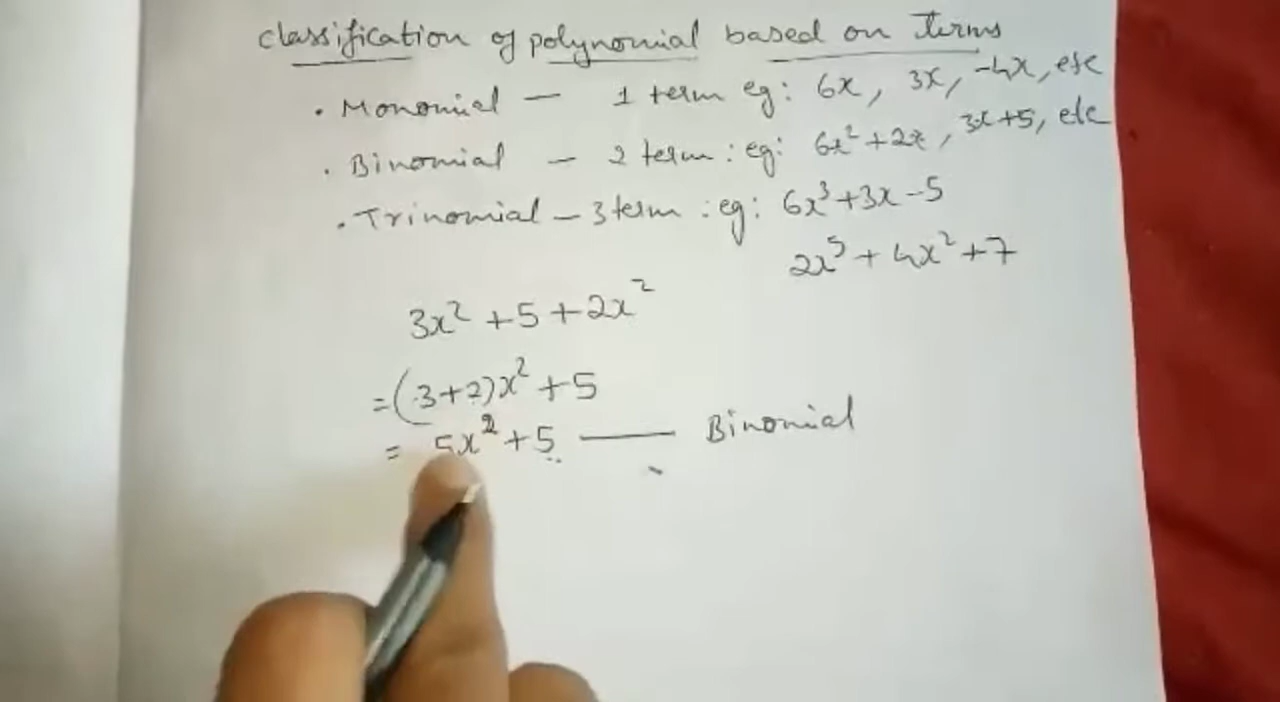 classification of polynomial based on Terms
. Monomial — 1 term eg: 6x, 3x, -4x, etc
. Binomial — 2 term : eg: 6x² + 2x, 3x+5, etc
. Trinomial — 3 term : eg: 6x³+3x-5
2x⁵ + 4x² + 7
3x² + 5 + 2x²
= (3+2)x² + 5
= 5x² + 5 —— Binomial